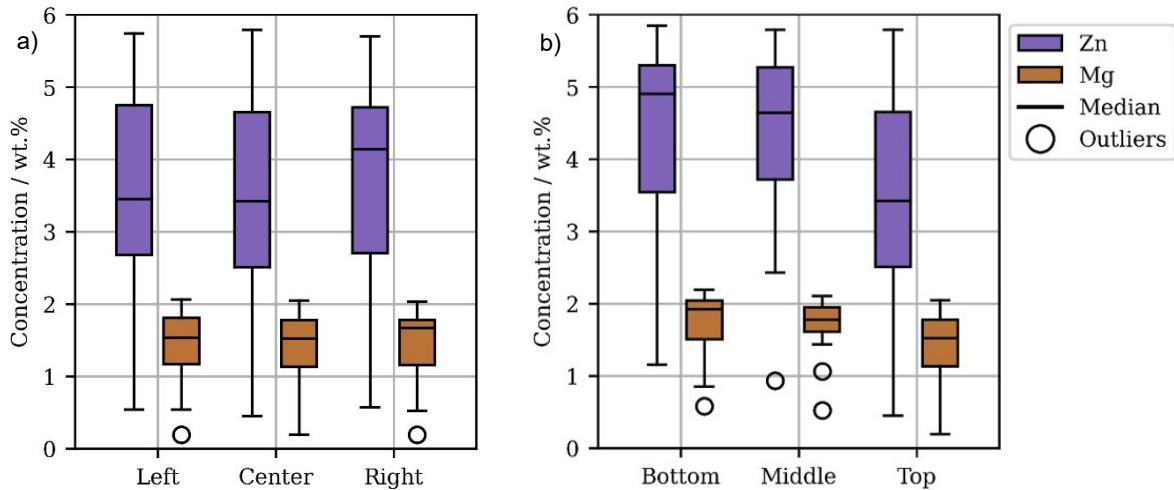 a)
Concentration / wt.%
6
5
4
3
2
1
0
Left Center Right
b)
Concentration / wt.%
6
5
4
3
2
1
0
Bottom Middle Top
Zn
Mg
Median
Outliers